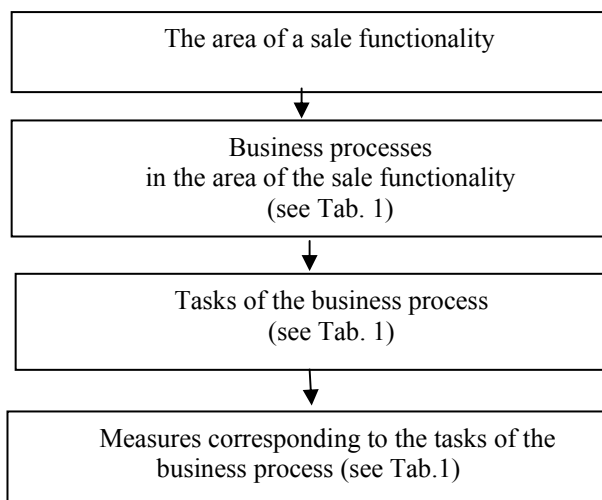 The area of a sale functionality
Business processes
in the area of the sale functionality
(see Tab. 1)
Tasks of the business process
(see Tab. 1)
Measures corresponding to the tasks of the
business process (see Tab.1)